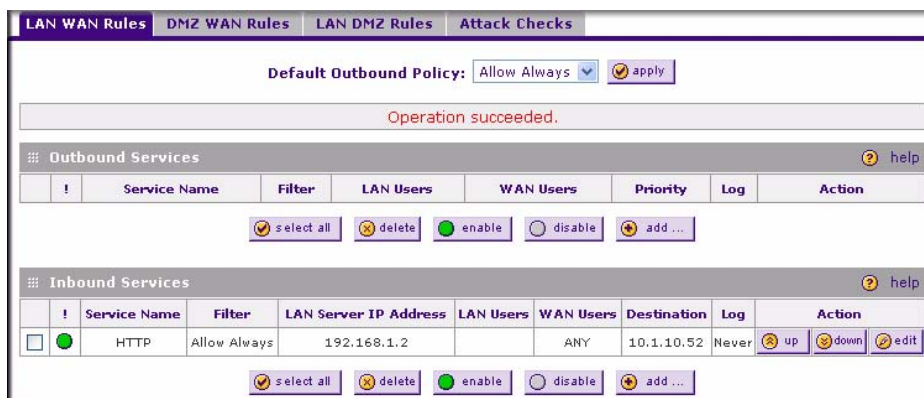 LAN WAN Rules DMZ WAN Rules LAN DMZ Rules Attack Checks
Default Outbound Policy: Allow Always apply
Operation succeeded.
Outbound Services help
! Service Name Filter LAN Users WAN Users Priority Log Action
select all delete enable disable add ...
Inbound Services help
! Service Name Filter LAN Server IP Address LAN Users WAN Users Destination Log Action
HTTP Allow Always 192.168.1.2 ANY 10.1.10.52 Never up down edit
select all delete enable disable add ...